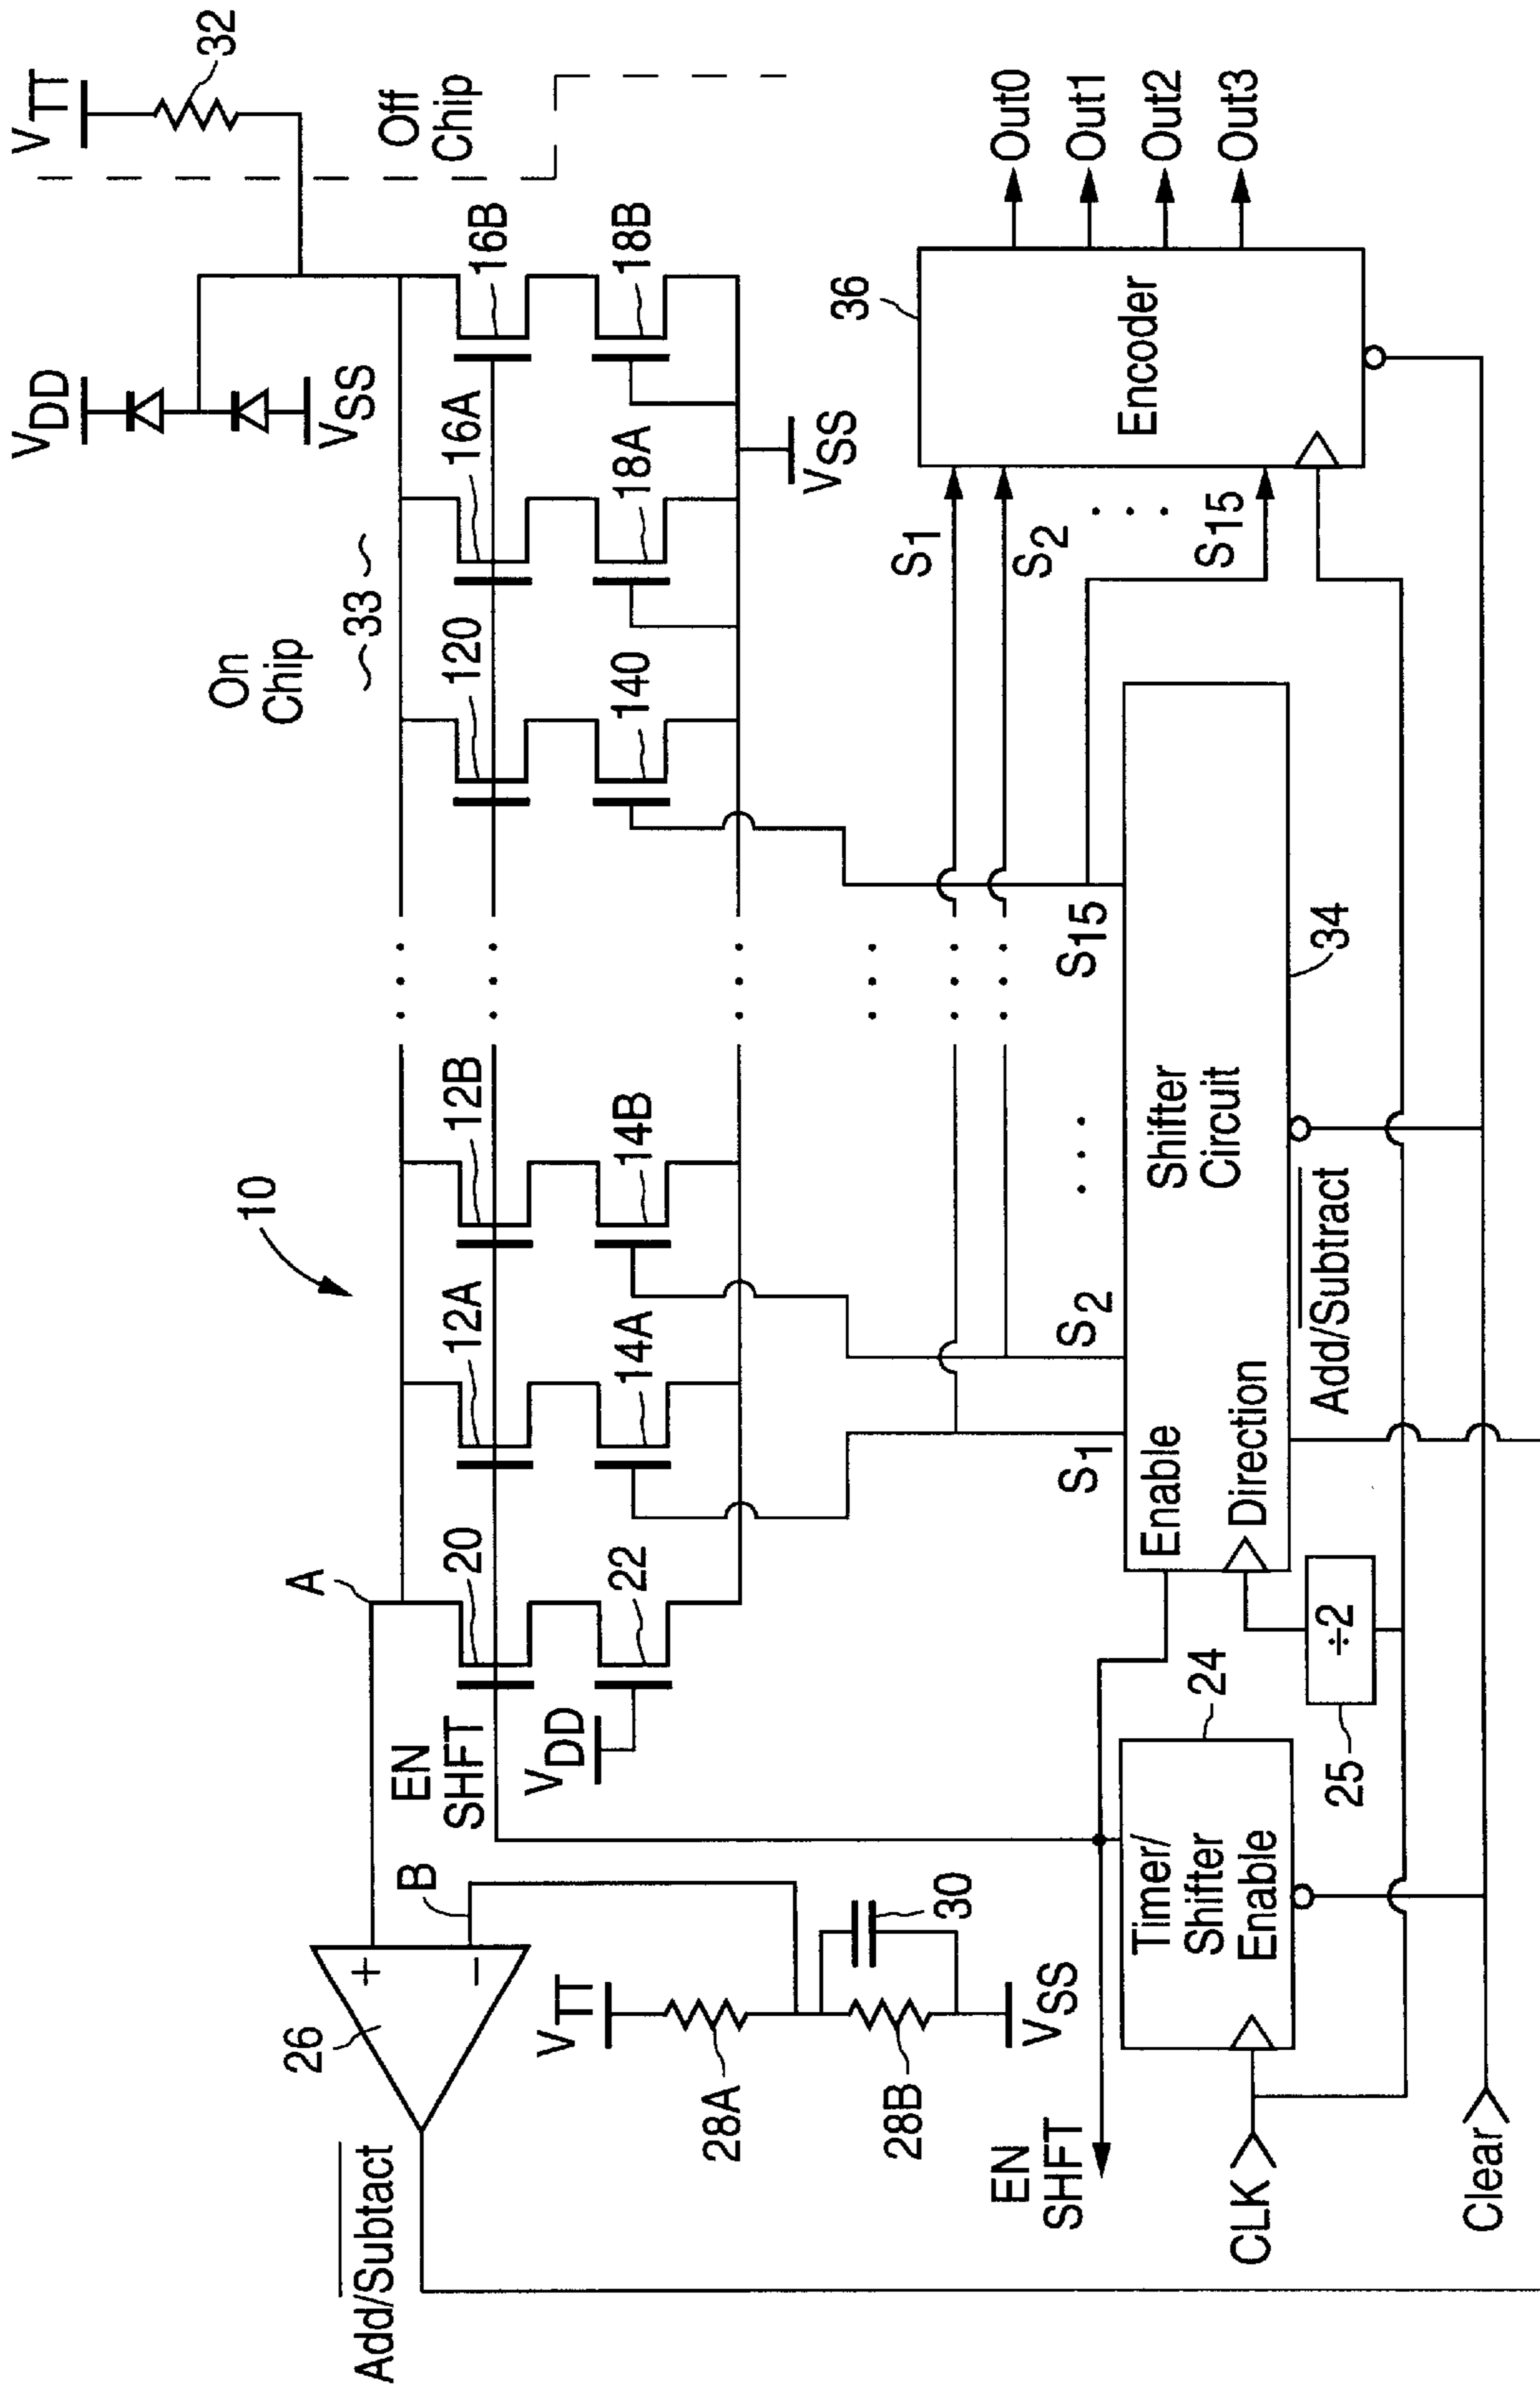 VDD
VTT
32
On
Chip
Off
Chip
VSS
10
33
A
EN
SHFT
20
12A
12B
120
16A
16B
VDD
22
14A
14B
140
18A
18B
VSS
Add/Subtact
26
+
−
B
VTT
28A
28B
30
VSS
EN
SHFT
S1
S2
S15
S1
S2
S15
36
Encoder
Out0
Out1
Out2
Out3
Timer/
Shifter
Enable
24
Enable
Direction
Shifter
Circuit
34
÷2
25
Add/Subtract
CLK
Clear